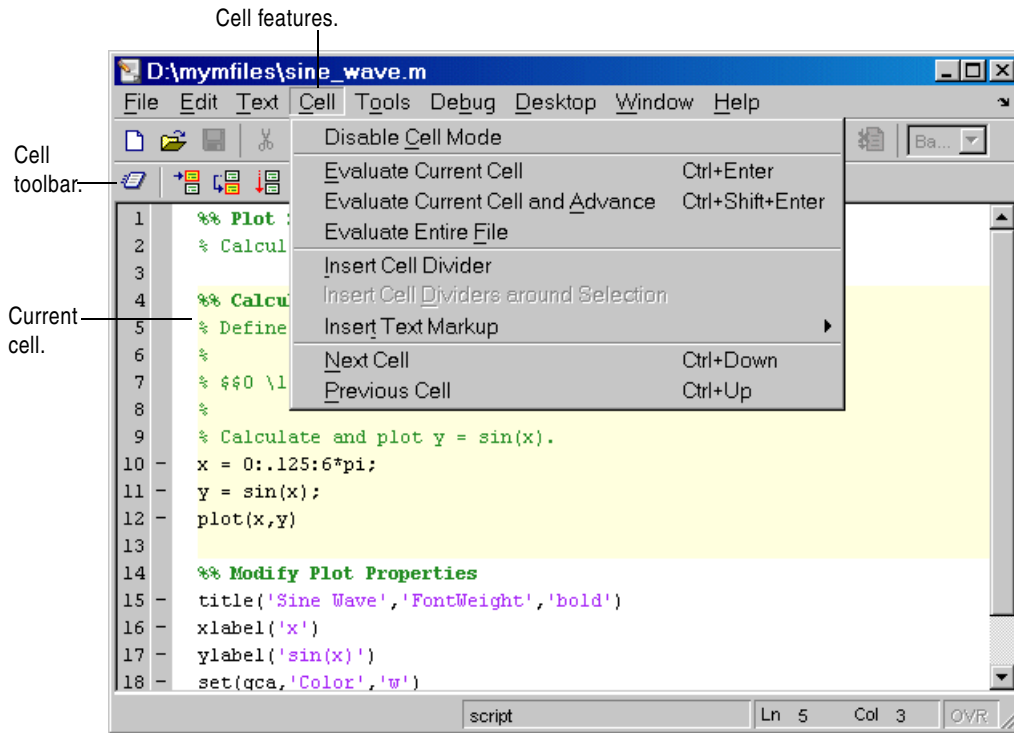 Cell features.
D:\mymfiles\sine_wave.m
File Edit Text Cell Tools Debug Desktop Window Help
Disable Cell Mode
Ba...
Cell
toolbar.
Evaluate Current Cell Ctrl+Enter
Evaluate Current Cell and Advance Ctrl+Shift+Enter
Evaluate Entire File
Insert Cell Divider
Insert Cell Dividers around Selection
Insert Text Markup
Next Cell Ctrl+Down
Previous Cell Ctrl+Up
Current
cell.
1 %% Plot
2 % Calcul
3
4 %% Calcu
5 % Define
6 %
7 % $$0 \l
8 %
9 % Calculate and plot y = sin(x).
10 – x = 0:.125:6*pi;
11 – y = sin(x);
12 – plot(x,y)
13
14 %% Modify Plot Properties
15 – title('Sine Wave','FontWeight','bold')
16 – xlabel('x')
17 – ylabel('sin(x)')
18 – set(gca,'Color','w')
script Ln 5 Col 3 OVR